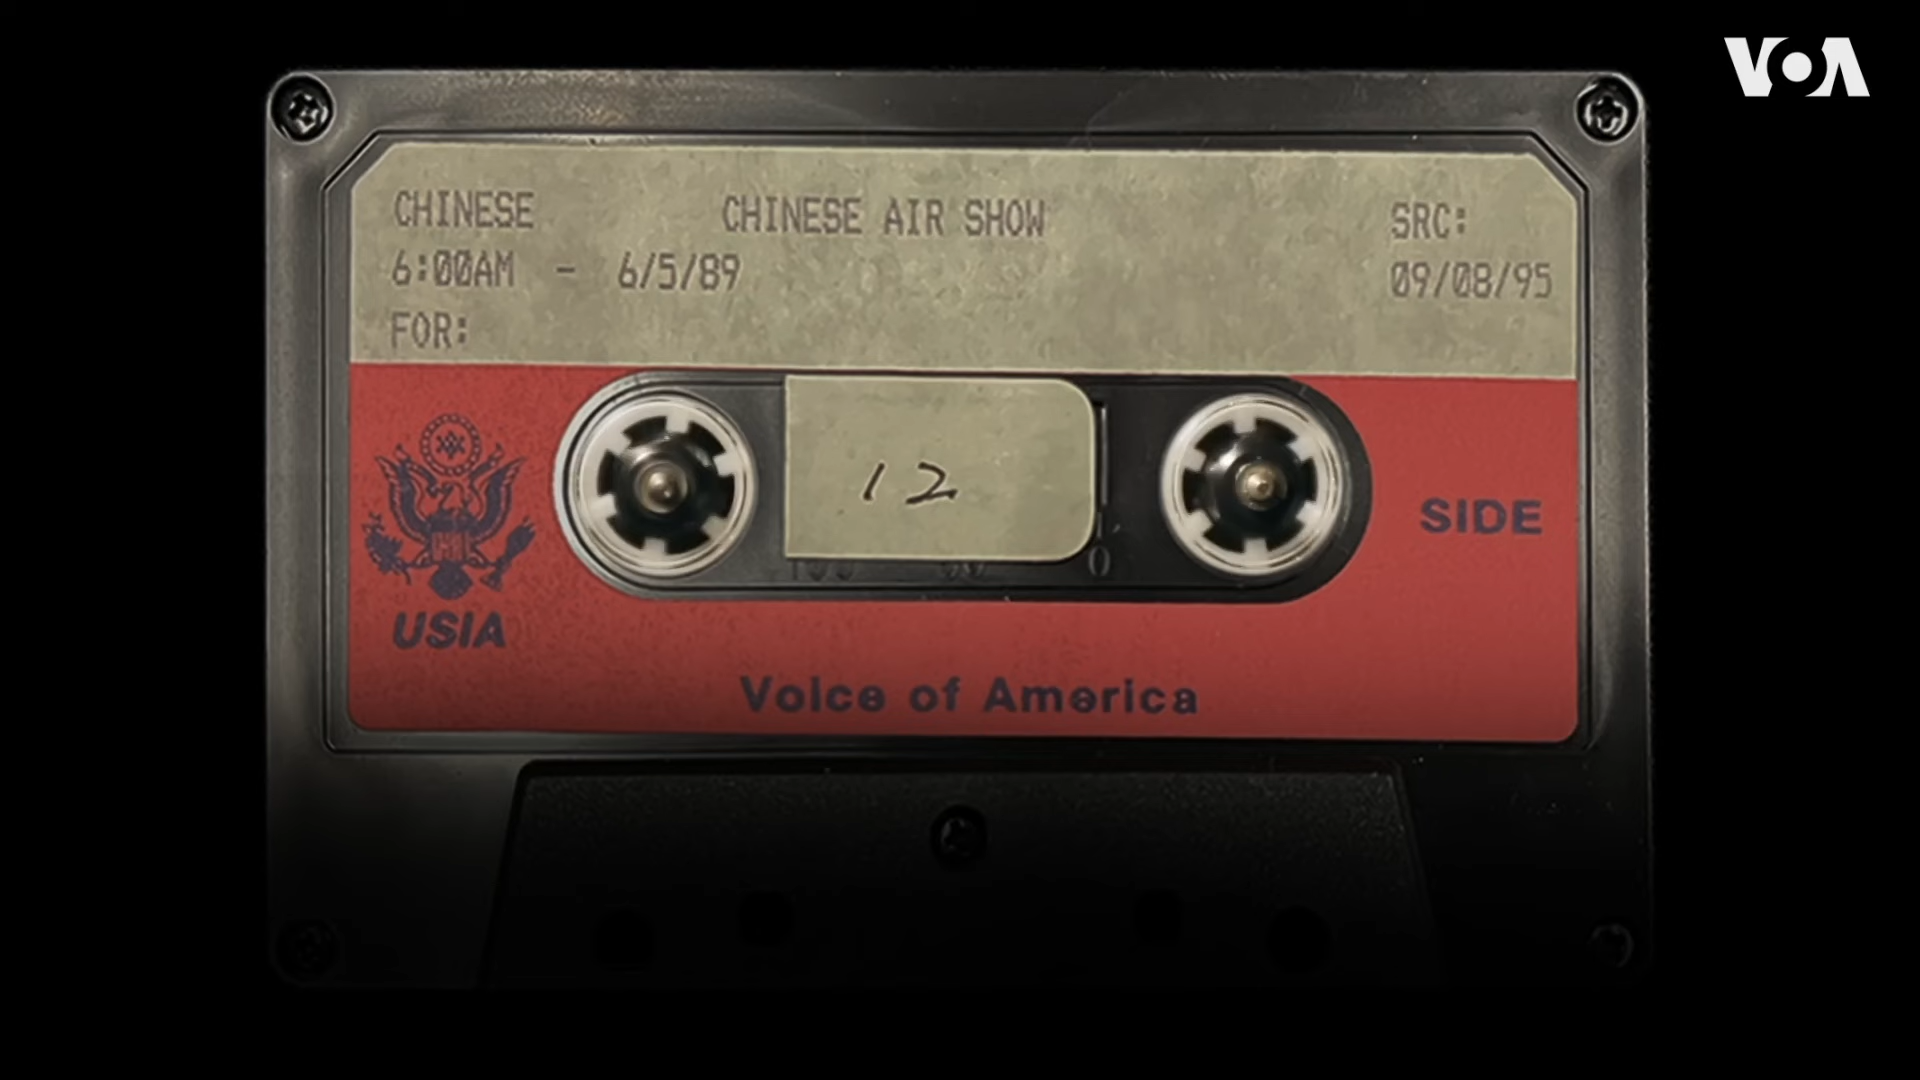 VOA
CHINESE CHINESE AIR SHOW SRC:
6:00AM - 6/5/89 09/08/95
FOR:
12
0
SIDE
USIA
Voice of America